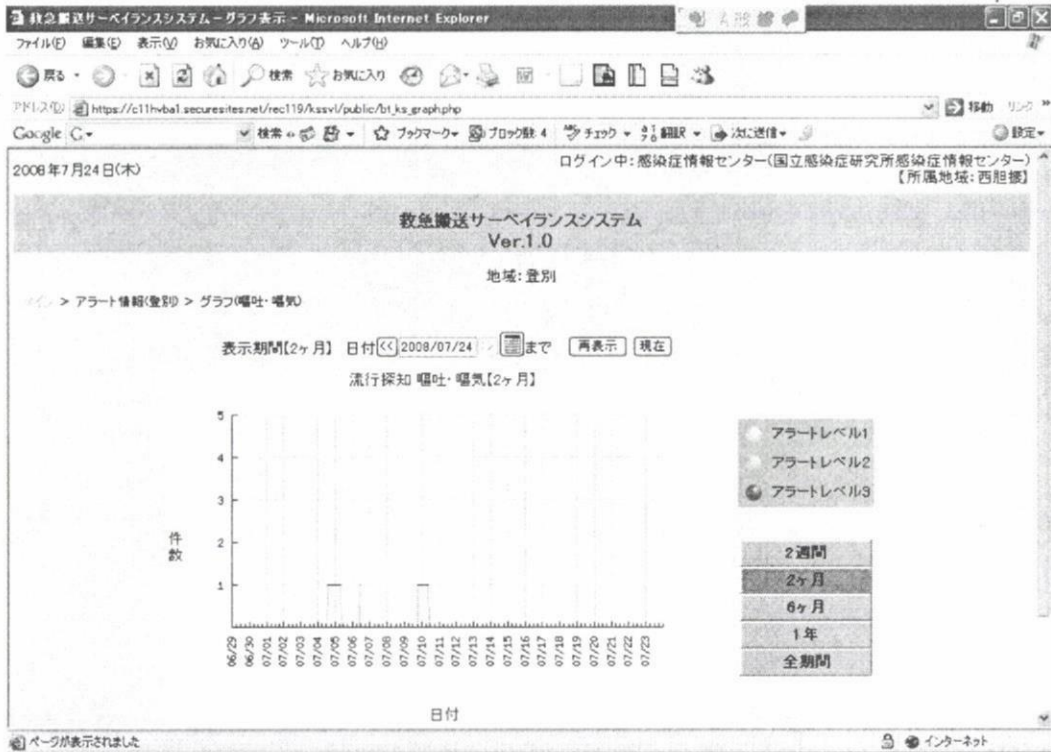 救急搬送サーベイランスシステム－グラフ表示 - Microsoft Internet Explorer
ファイル(F) 編集(E) 表示(V) お気に入り(A) ツール(T) ヘルプ(H)
戻る 検索 お気に入り
アドレス(D) https://c11hvba1.securesites.net/rec119/kssvl/public/bt_ks_graph.php 移動 リンク »
Google G 検索 ブックマーク ブロック数 4 チェック 翻訳 次に送信 設定
2008年7月24日(木)
ログイン中：感染症情報センター(国立感染症研究所感染症情報センター)
【所属地域：西胆振】
救急搬送サーベイランスシステム
Ver.1.0
地域：登別
> アラート情報(登別) > グラフ(嘔吐・嘔気)
表示期間【2ヶ月】 日付 << 2008/07/24 まで 再表示 現在
流行探知 嘔吐・嘔気【2ヶ月】
5
4
3
2
1
件数
06/29 06/30 07/01 07/02 07/03 07/04 07/05 07/06 07/07 07/08 07/09 07/10 07/11 07/12 07/13 07/14 07/15 07/16 07/17 07/18 07/19 07/20 07/21 07/22 07/23
日付
アラートレベル1
アラートレベル2
アラートレベル3
2週間
2ヶ月
6ヶ月
1年
全期間
ページが表示されました
インターネット